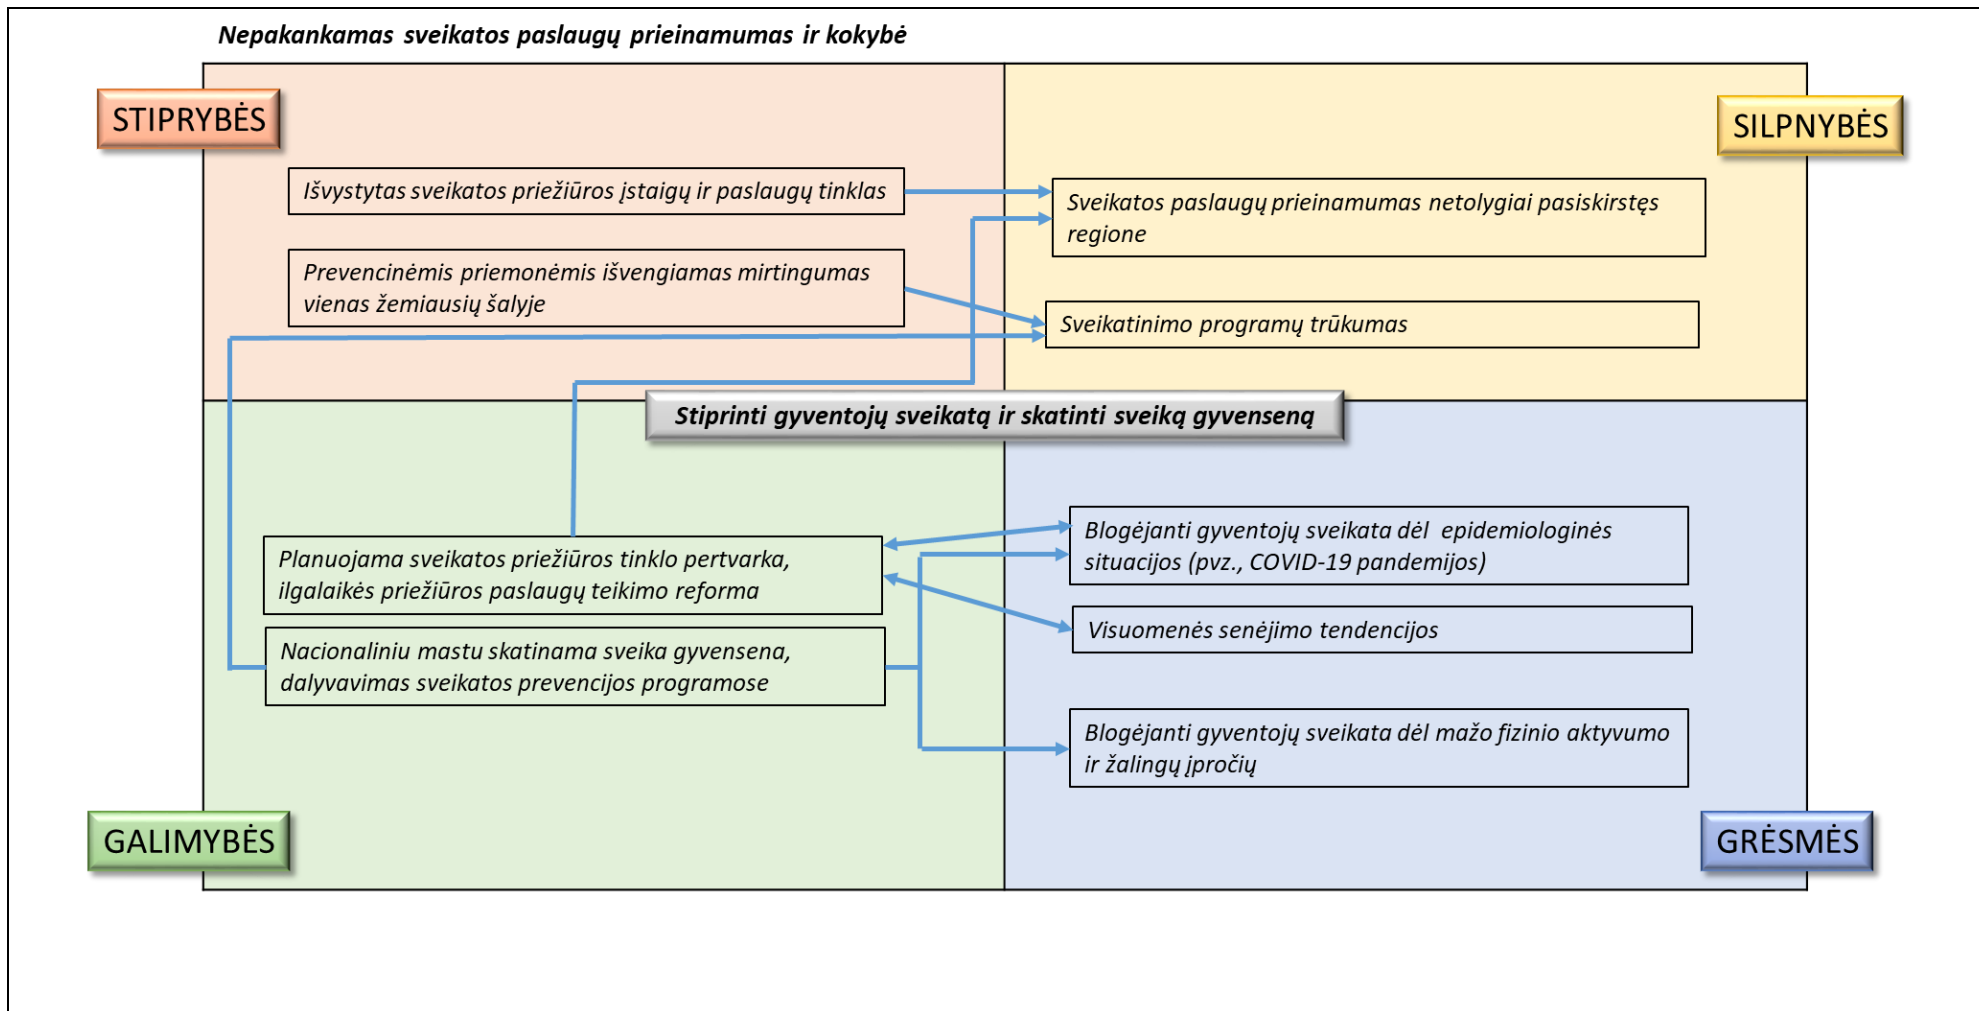 Nepakankamas sveikatos paslaugų prieinamumas ir kokybė
STIPRYBĖS
SILPNYBĖS
Išvystytas sveikatos priežiūros įstaigų ir paslaugų tinklas
Sveikatos paslaugų prieinamumas netolygiai pasiskirstęs
regione
Prevencinėmis priemonėmis išvengiamas mirtingumas
vienas žemiausių šalyje
Sveikatinimo programų trūkumas
Stiprinti gyventojų sveikatą ir skatinti sveiką gyvenseną
Planuojama sveikatos priežiūros tinklo pertvarka,
ilgalaikės priežiūros paslaugų teikimo reforma
Nacionaliniu mastu skatinama sveika gyvensena,
dalyvavimas sveikatos prevencijos programose
Blogėjanti gyventojų sveikata dėl epidemiologinės
situacijos (pvz., COVID-19 pandemijos)
Visuomenės senėjimo tendencijos
Blogėjanti gyventojų sveikata dėl mažo fizinio aktyvumo
ir žalingų įpročių
GALIMYBĖS
GRĖSMĖS